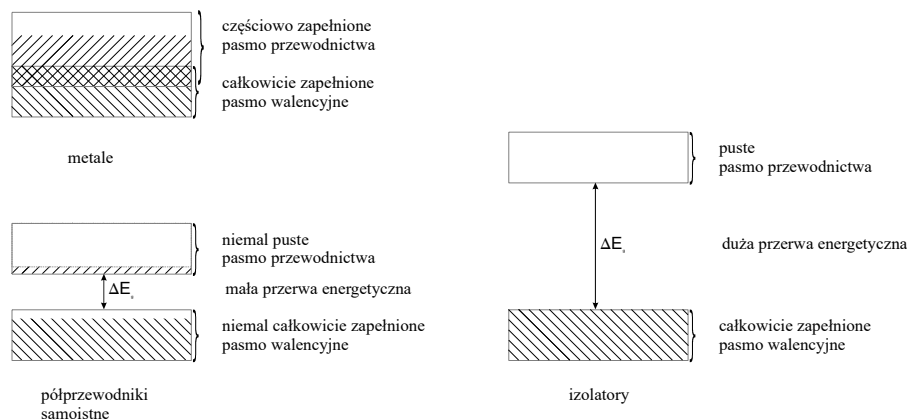 częściowo zapełnione
pasmo przewodnictwa
całkowicie zapełnione
pasmo walencyjne
metale
niemal puste
pasmo przewodnictwa
ΔE
mała przerwa energetyczna
niemal całkowicie zapełnione
pasmo walencyjne
półprzewodniki
samoistne
puste
pasmo przewodnictwa
ΔE
duża przerwa energetyczna
całkowicie zapełnione
pasmo walencyjne
izolatory